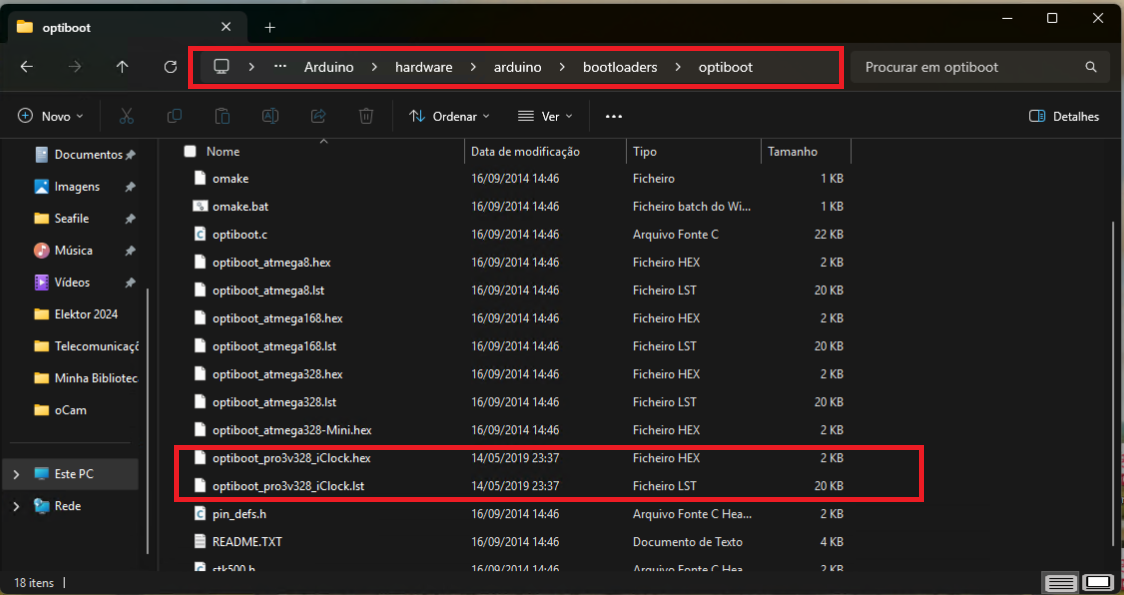 optiboot
Arduino > hardware > arduino > bootloaders > optiboot
Procurar em optiboot
Novo
Ordenar
Ver
Detalhes
Documentos
Imagens
Seafile
Música
Vídeos
Elektor 2024
Telecomunicaçõ
Minha Bibliotec
oCam
Este PC
Rede
Nome Data de modificação Tipo Tamanho
omake 16/09/2014 14:46 Ficheiro 1 KB
omake.bat 16/09/2014 14:46 Ficheiro batch do Wi... 1 KB
optiboot.c 16/09/2014 14:46 Arquivo Fonte C 22 KB
optiboot_atmega8.hex 16/09/2014 14:46 Ficheiro HEX 2 KB
optiboot_atmega8.lst 16/09/2014 14:46 Ficheiro LST 20 KB
optiboot_atmega168.hex 16/09/2014 14:46 Ficheiro HEX 2 KB
optiboot_atmega168.lst 16/09/2014 14:46 Ficheiro LST 20 KB
optiboot_atmega328.hex 16/09/2014 14:46 Ficheiro HEX 2 KB
optiboot_atmega328.lst 16/09/2014 14:46 Ficheiro LST 20 KB
optiboot_atmega328-Mini.hex 16/09/2014 14:46 Ficheiro HEX 2 KB
optiboot_pro3v328_iClock.hex 14/05/2019 23:37 Ficheiro HEX 2 KB
optiboot_pro3v328_iClock.lst 14/05/2019 23:37 Ficheiro LST 20 KB
pin_defs.h 16/09/2014 14:46 Arquivo Fonte C Hea... 2 KB
README.TXT 16/09/2014 14:46 Documento de Texto 4 KB
stk500.h 16/09/2014 14:46 Arquivo Fonte C Hea... 2 KB
18 itens